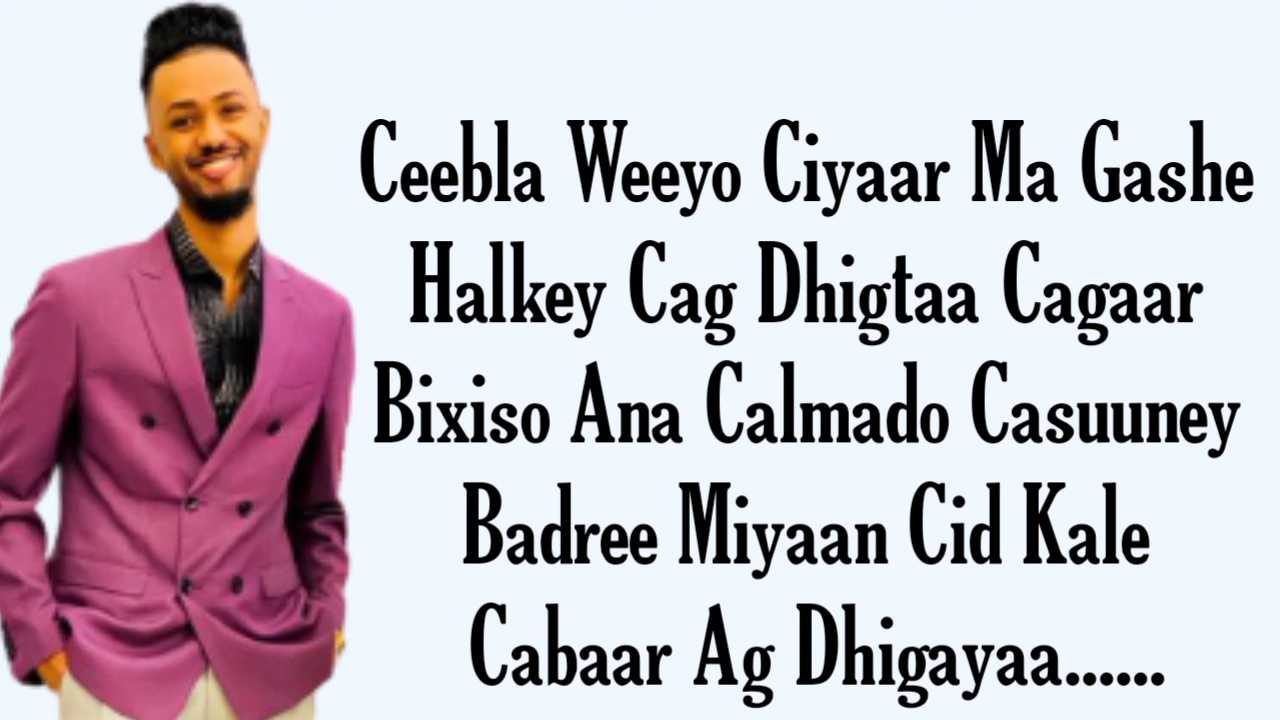 Ceebla Weeyo Ciyaar Ma Gashe
Halkey Cag Dhigtaa Cagaar
Bixiso Ana Calmado Casuuney
Badree Miyaan Cid Kale
Cabaar Ag Dhigayaa......